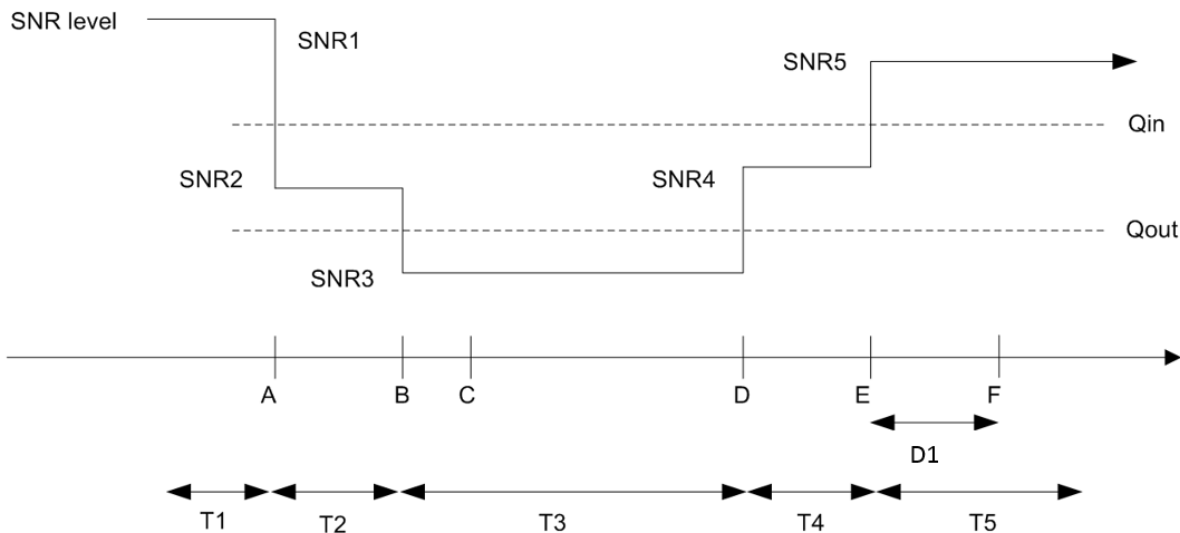 SNR level
SNR1
SNR5
Qin
SNR2
SNR4
Qout
SNR3
A
B
C
D
E
F
D1
T1
T2
T3
T4
T5